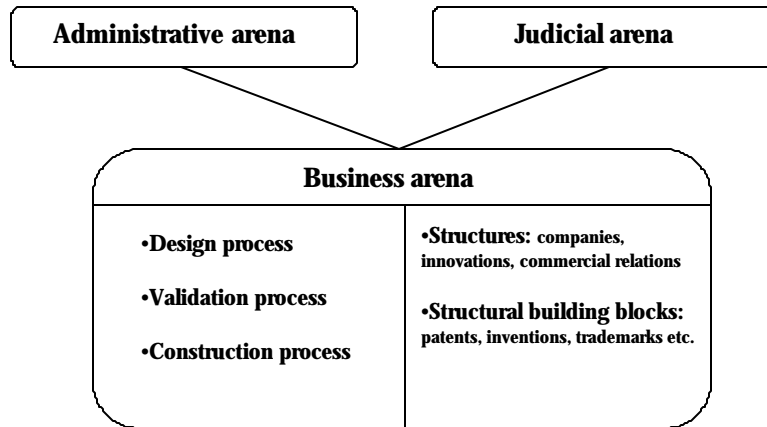 Administrative arena
Judicial arena
Business arena
•Design process
•Validation process
•Construction process
•Structures: companies,
innovations, commercial relations
•Structural building blocks:
patents, inventions, trademarks etc.